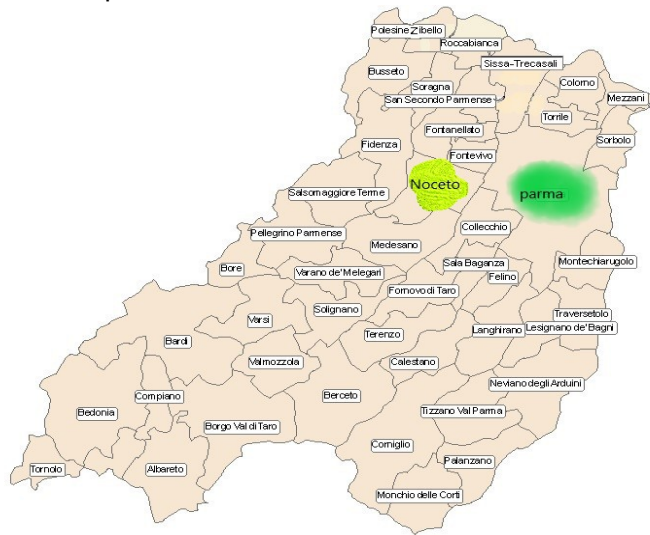 Polesine Zibello
Roccabianca
Sissa-Trecasali
Busseto
Soragna
Colorno
San Secondo Parmense
Mezzani
Torrile
Fontanellato
Sorbolo
Fidenza
Fontevivo
Noceto
parma
Salsomaggiore Terme
Collecchio
Pellegrino Parmense
Medesano
Sala Baganza
Montechiarugolo
Bore
Varano de' Melegari
Felino
Fornovo di Taro
Solignano
Traversetolo
Varsi
Langhirano
Lesignano de' Bagni
Terenzo
Bardi
Valmozzola
Calestano
Neviano degli Arduini
Compiano
Berceto
Bedonia
Tizzano Val Parma
Borgo Val di Taro
Corniglio
Palanzano
Tornolo
Albareto
Monchio delle Corti